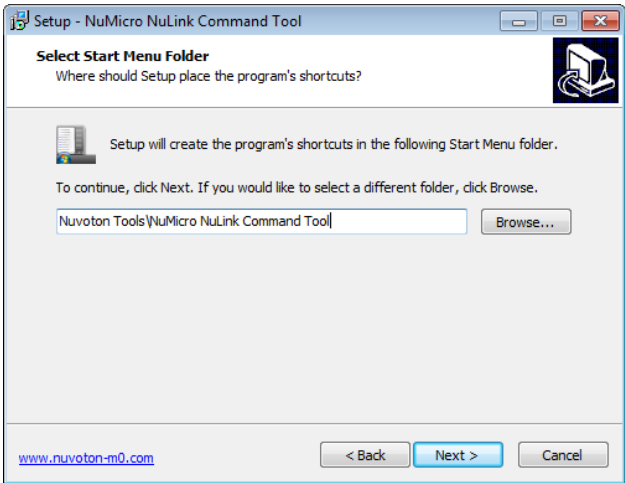 Setup - NuMicro NuLink Command Tool
Select Start Menu Folder
Where should Setup place the program's shortcuts?
Setup will create the program's shortcuts in the following Start Menu folder.
To continue, click Next. If you would like to select a different folder, click Browse.
Nuvoton Tools\NuMicro NuLink Command Tool
Browse...
www.nuvoton-m0.com
< Back
Next >
Cancel